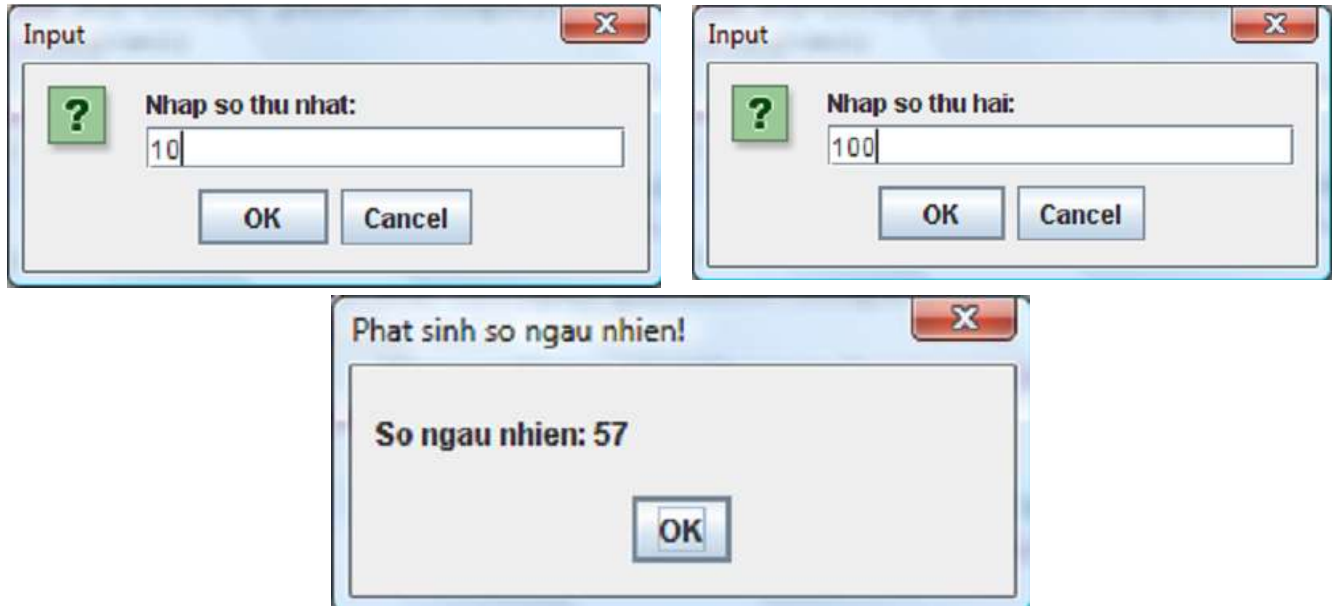 Input
Nhap so thu nhat:
10
OK Cancel
Input
Nhap so thu hai:
100
OK Cancel
Phat sinh so ngau nhien!
So ngau nhien: 57
OK